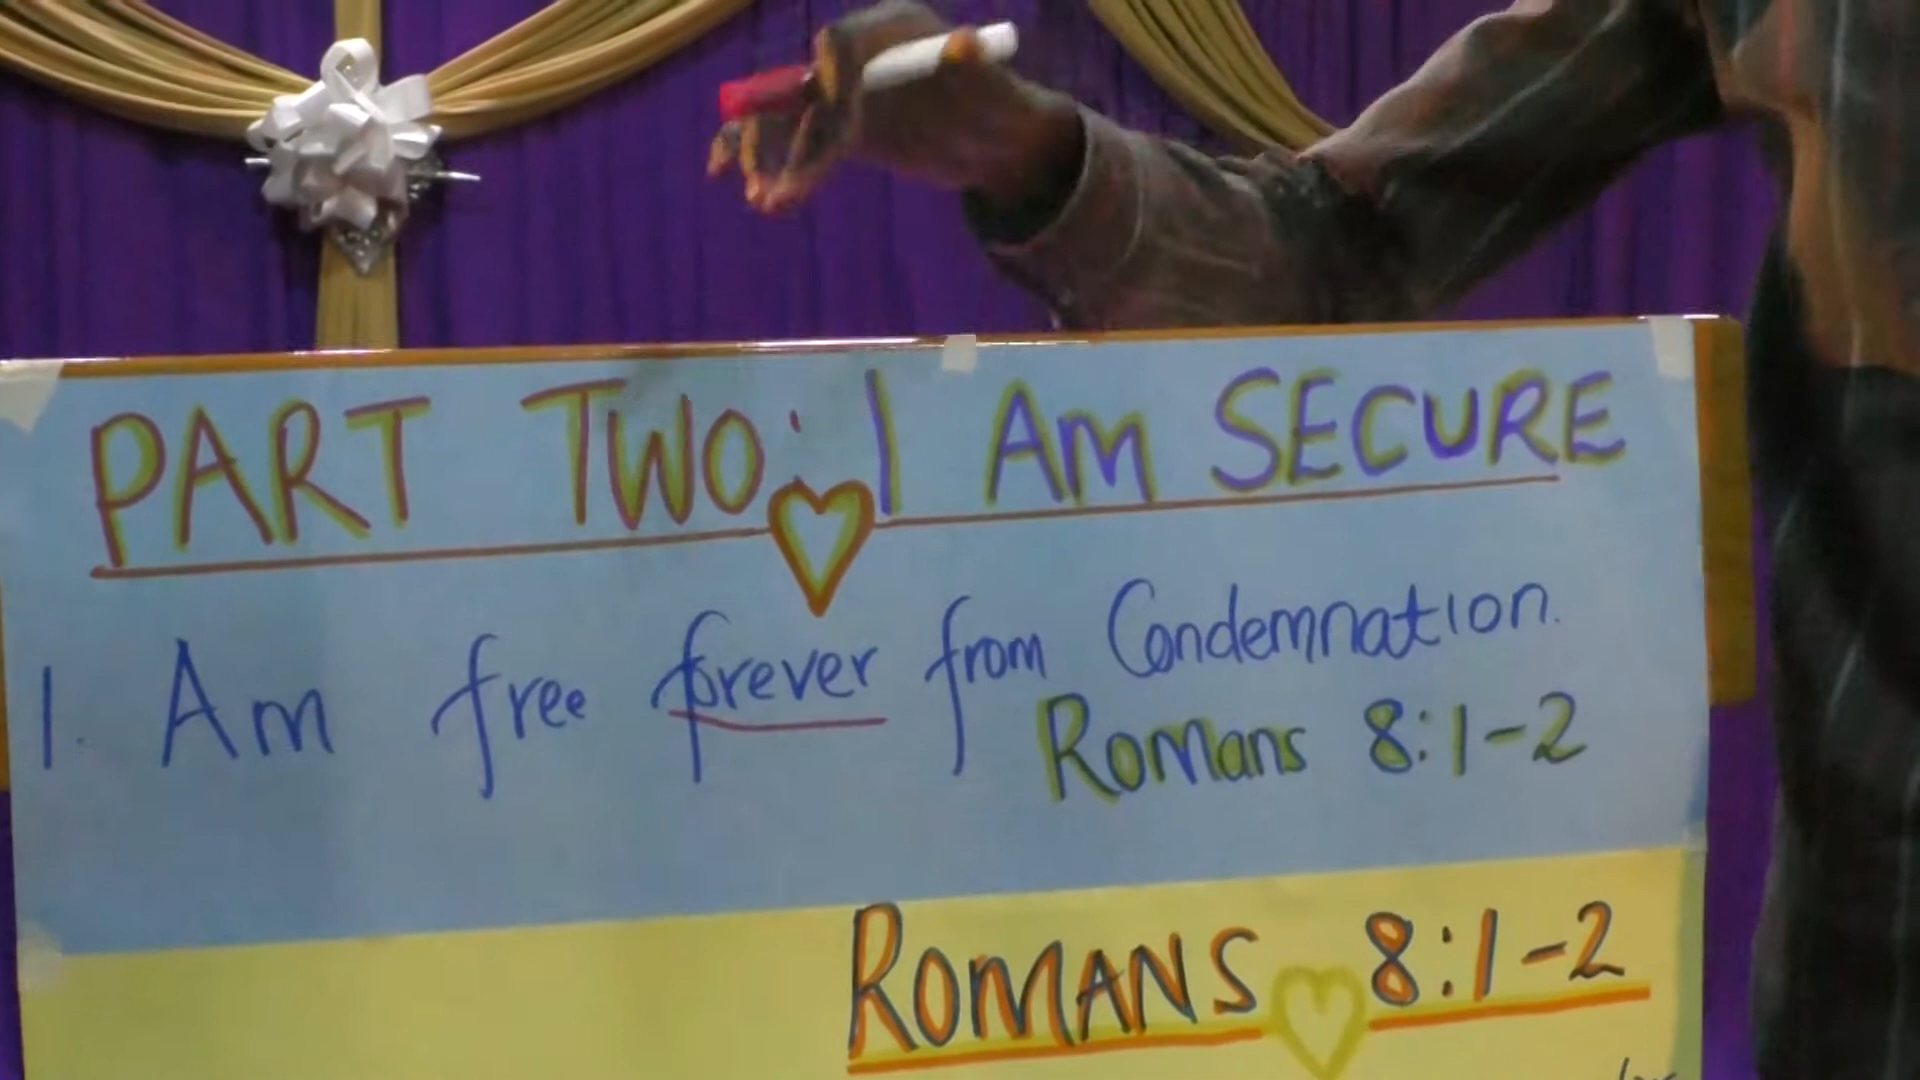 PART TWO: I AM SECURE
1. Am free forever from Condemnation.
Romans 8:1-2
ROMANS 8:1-2